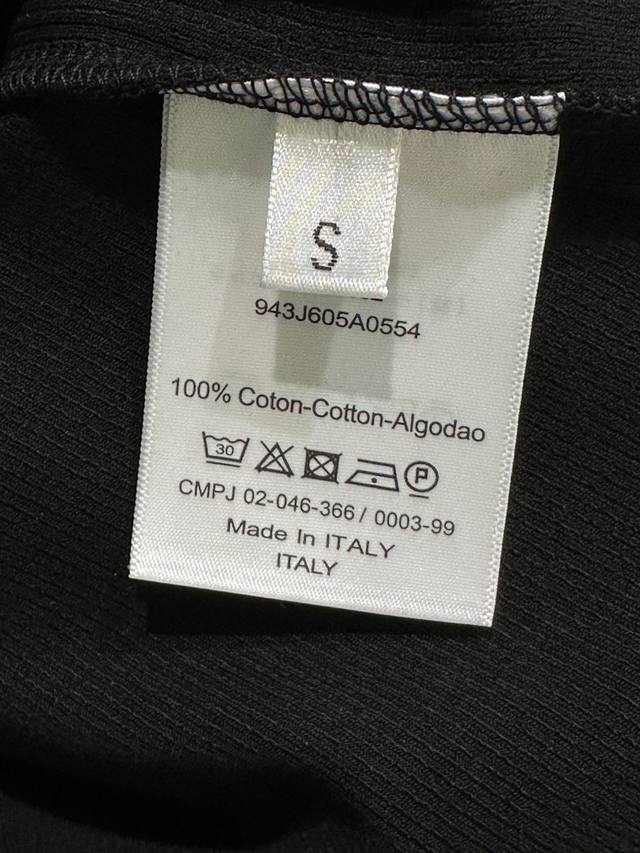 S
943J605A0554
100% Coton-Cotton-Algodao
30
P
CMPJ 02-046-366 / 0003-99
Made In ITALY
ITALY